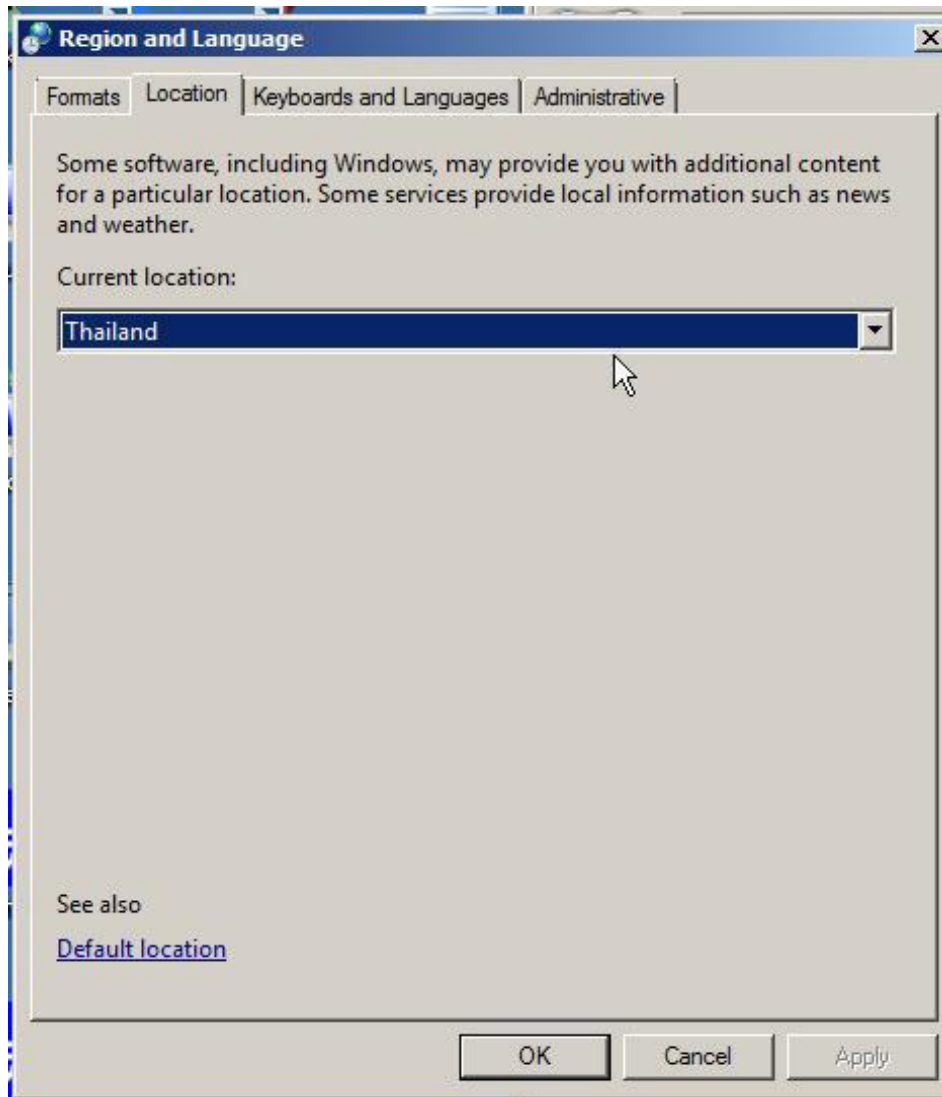 Region and Language
Formats Location Keyboards and Languages Administrative
Some software, including Windows, may provide you with additional content
for a particular location. Some services provide local information such as news
and weather.
Current location:
Thailand
See also
Default location
OK Cancel Apply